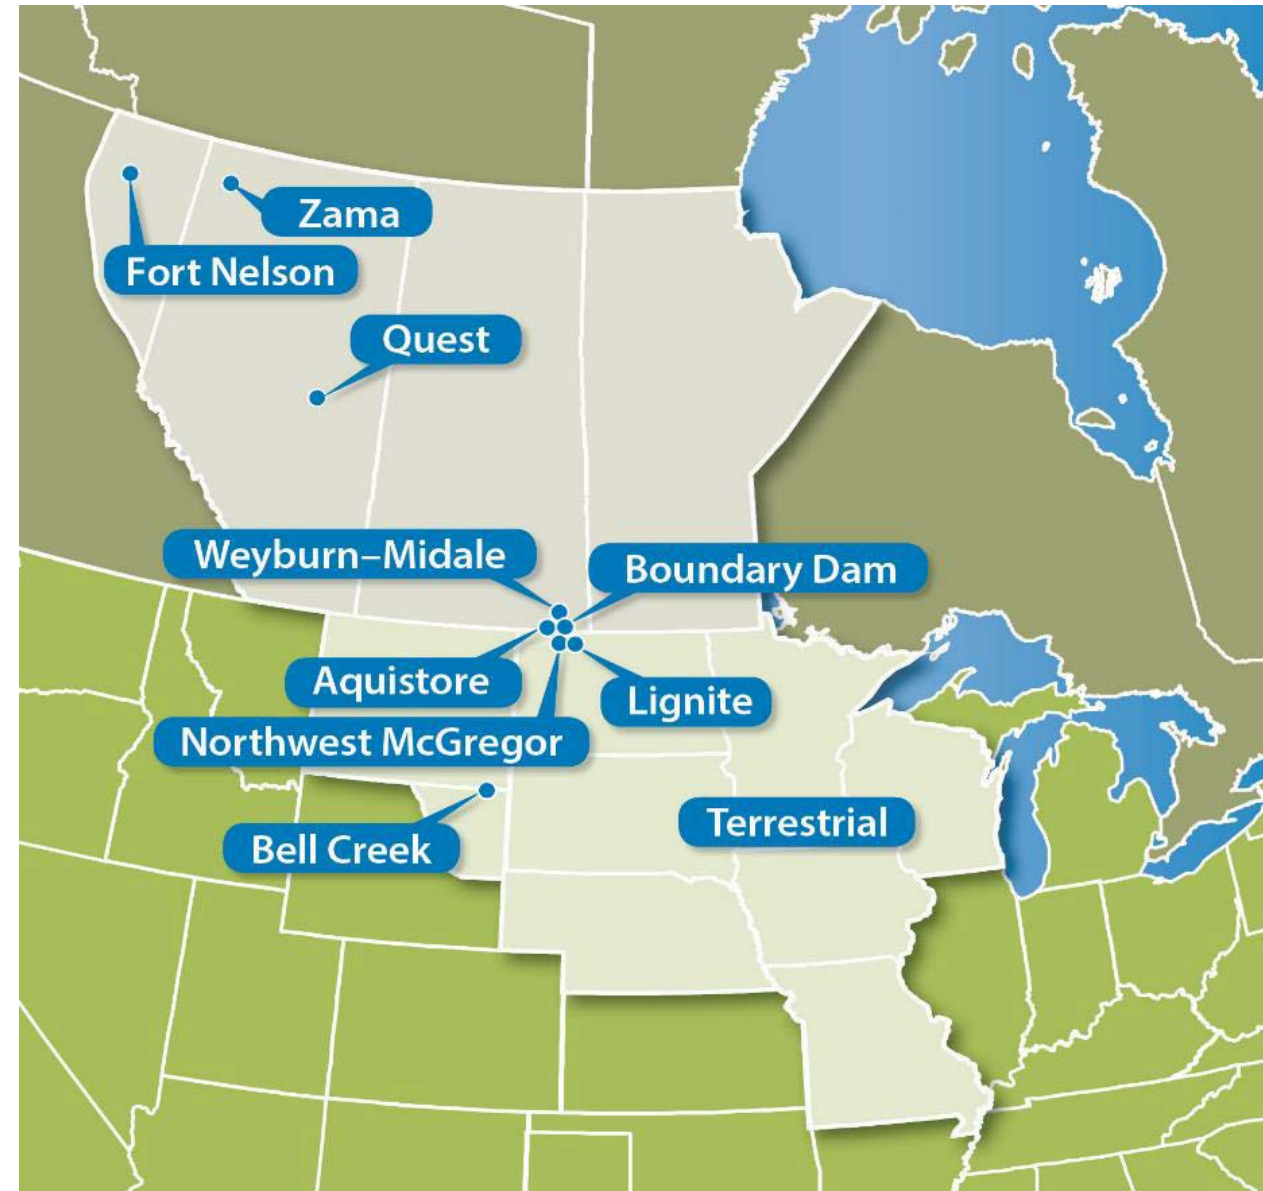 Zama
Fort Nelson
Quest
Weyburn–Midale
Boundary Dam
Aquistore
Lignite
Northwest McGregor
Terrestrial
Bell Creek